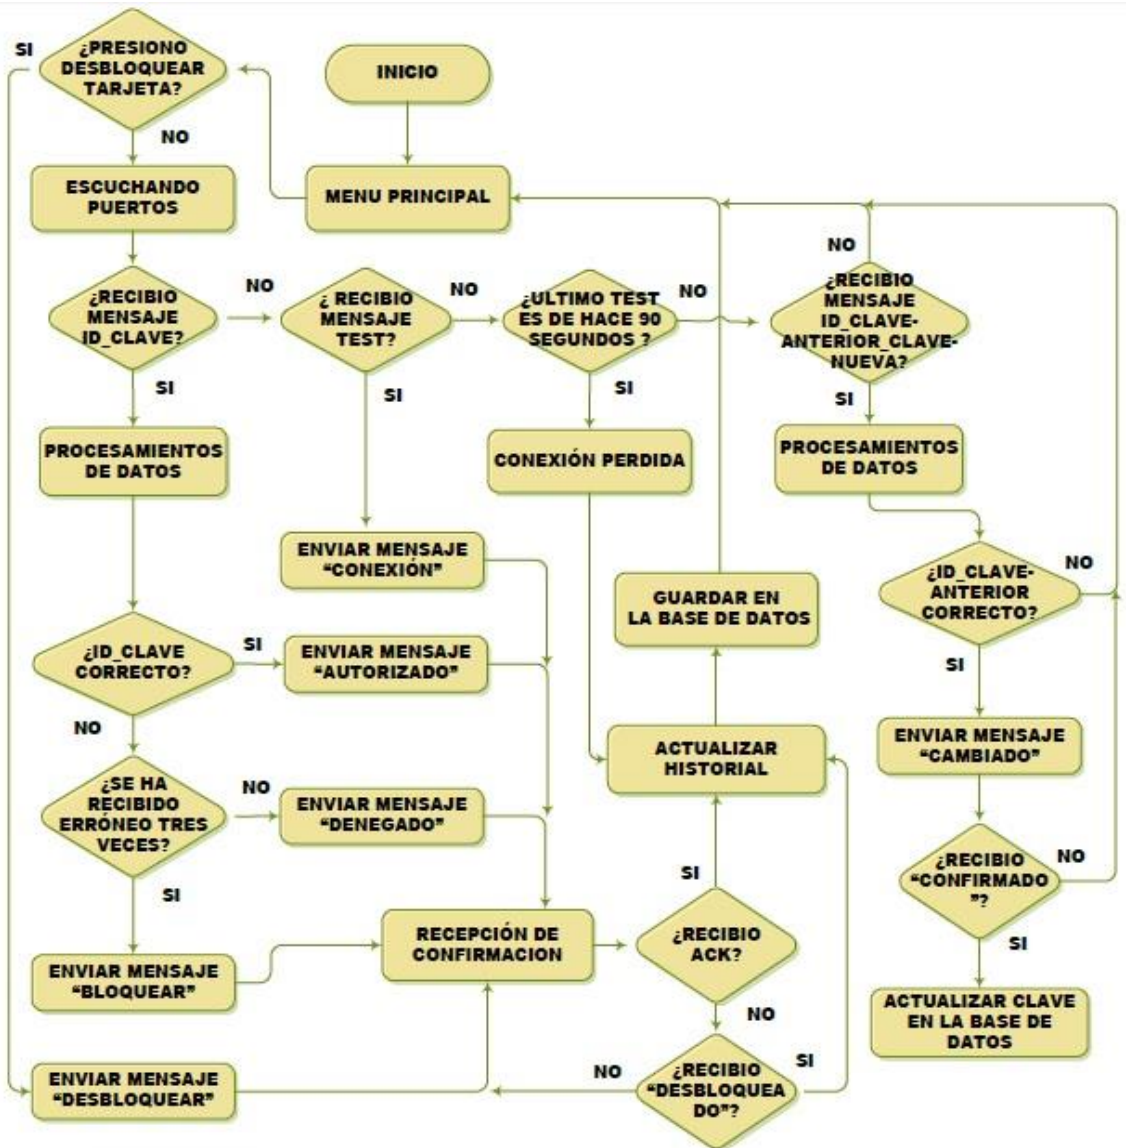 SI
¿PRESIONO
DESBLOQUEAR
TARJETA?
INICIO
NO
ESCUCHANDO
PUERTOS
MENU PRINCIPAL
¿RECIBIO
MENSAJE
ID_CLAVE?
NO
¿ RECIBIO
MENSAJE
TEST?
NO
¿ULTIMO TEST
ES DE HACE 90
SEGUNDOS ?
NO
NO
¿RECIBIO
MENSAJE
ID_CLAVE-
ANTERIOR_CLAVE-
NUEVA?
SI
SI
SI
SI
PROCESAMIENTOS
DE DATOS
CONEXIÓN PERDIDA
PROCESAMIENTOS
DE DATOS
ENVIAR MENSAJE
“CONEXIÓN”
GUARDAR EN
LA BASE DE DATOS
¿ID_CLAVE-
ANTERIOR
CORRECTO?
NO
¿ID_CLAVE
CORRECTO?
SI
ENVIAR MENSAJE
“AUTORIZADO”
SI
NO
ACTUALIZAR
HISTORIAL
ENVIAR MENSAJE
“CAMBIADO”
¿SE HA
RECIBIDO
ERRÓNEO TRES
VECES?
NO
ENVIAR MENSAJE
“DENEGADO”
SI
SI
¿RECIBIO
“CONFIRMADO
”?
NO
RECEPCIÓN DE
CONFIRMACION
¿RECIBIO
ACK?
SI
ENVIAR MENSAJE
“BLOQUEAR”
NO
ACTUALIZAR CLAVE
EN LA BASE DE
DATOS
ENVIAR MENSAJE
“DESBLOQUEAR”
NO
¿RECIBIO
“DESBLOQUEA
DO”?
SI